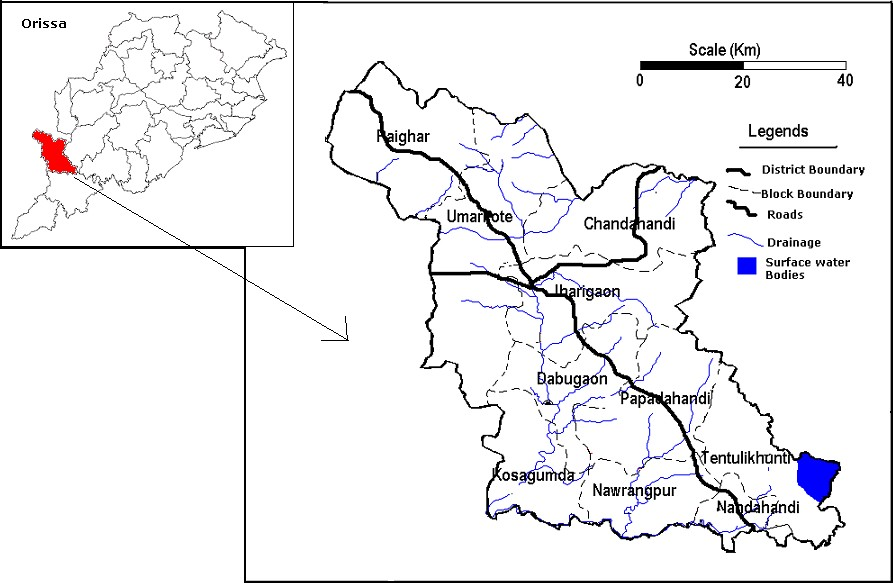 Orissa
Scale (Km)
0 20 40
Legends
District Boundary
Block Boundary
Roads
Drainage
Surface water
Bodies
Raighar
Umarkote
Chandahandi
Jharigaon
Dabugaon
Papadahandi
Tentulikhunti
Kosagumda
Nawrangpur
Nandahandi